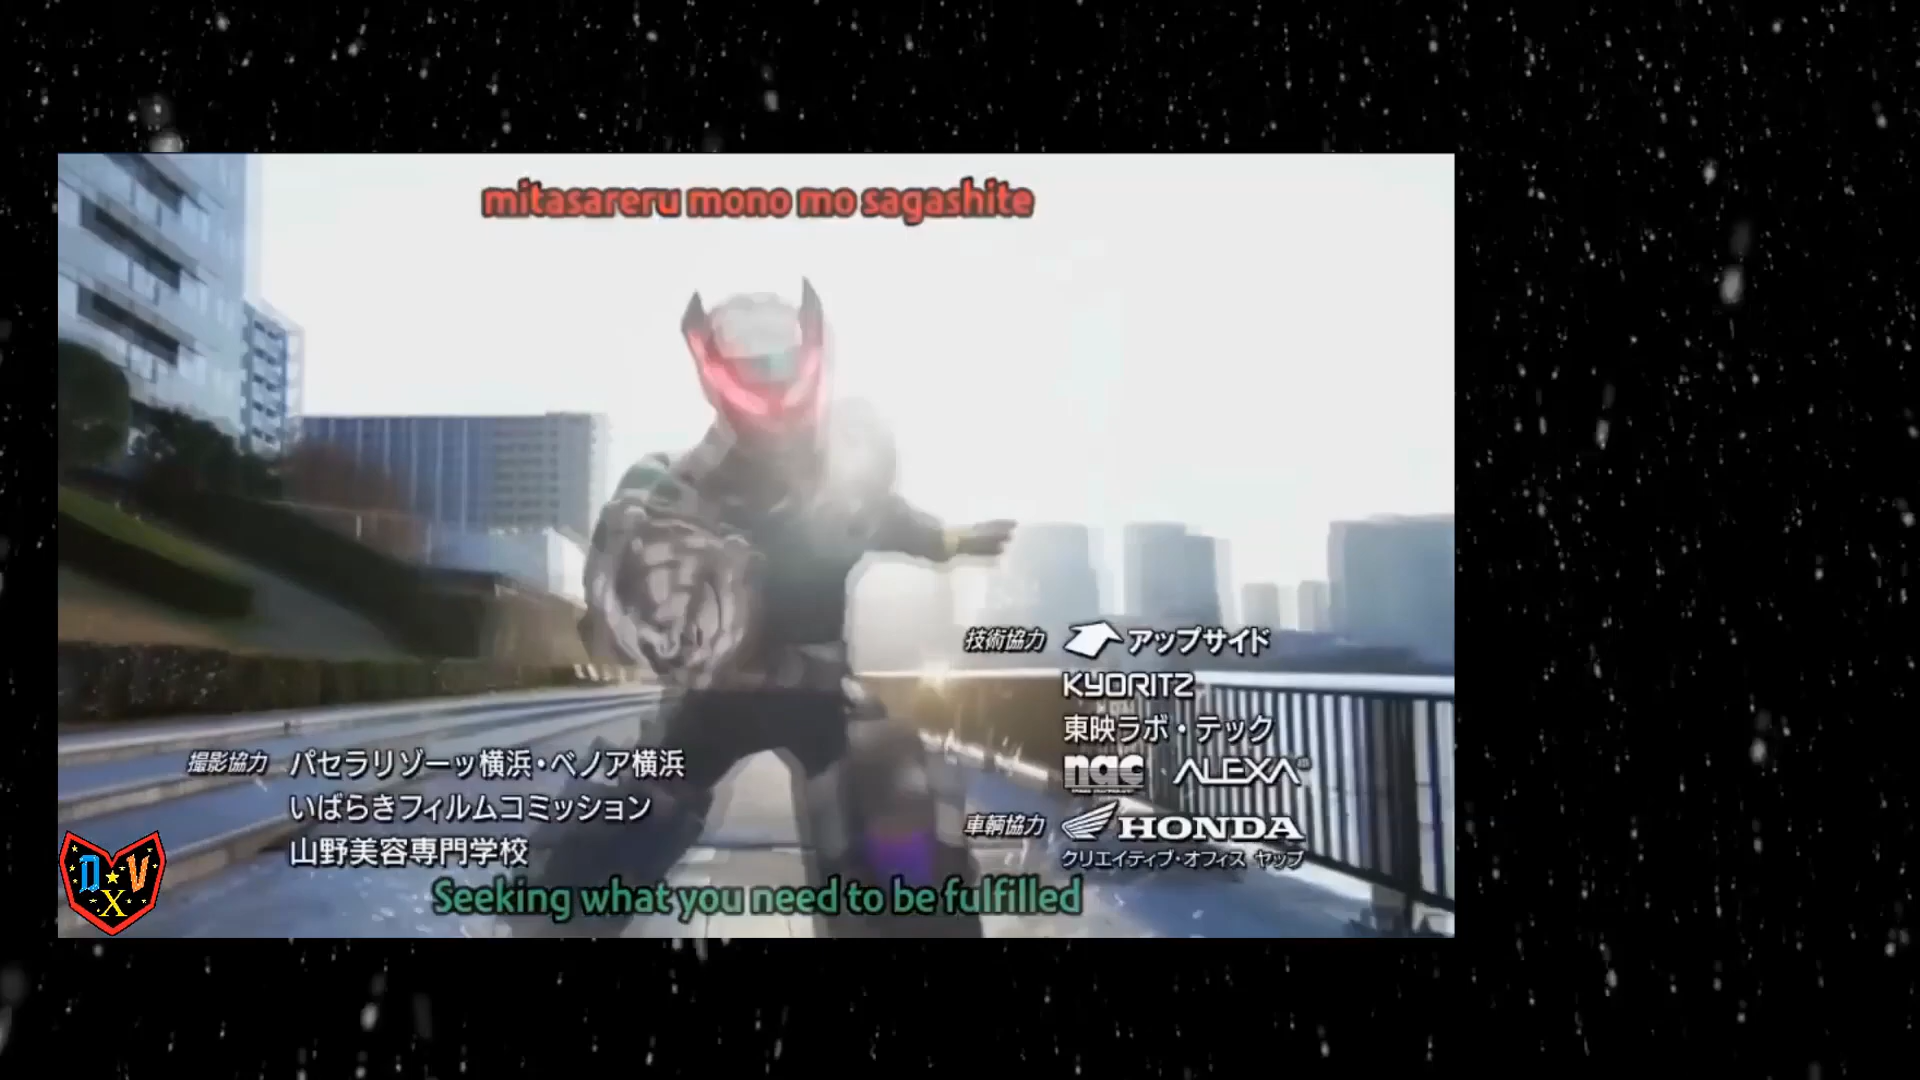 mitasareru mono mo sagashite
技術協力 アップサイド
KYORITZ
東映ラボ・テック
nac ALEXA
車輌協力 HONDA
クリエイティブ・オフィス ヤップ
撮影協力 パセラリゾーツ横浜・ベノア横浜
いばらきフィルムコミッション
山野美容専門学校
Seeking what you need to be fulfilled
D V
X